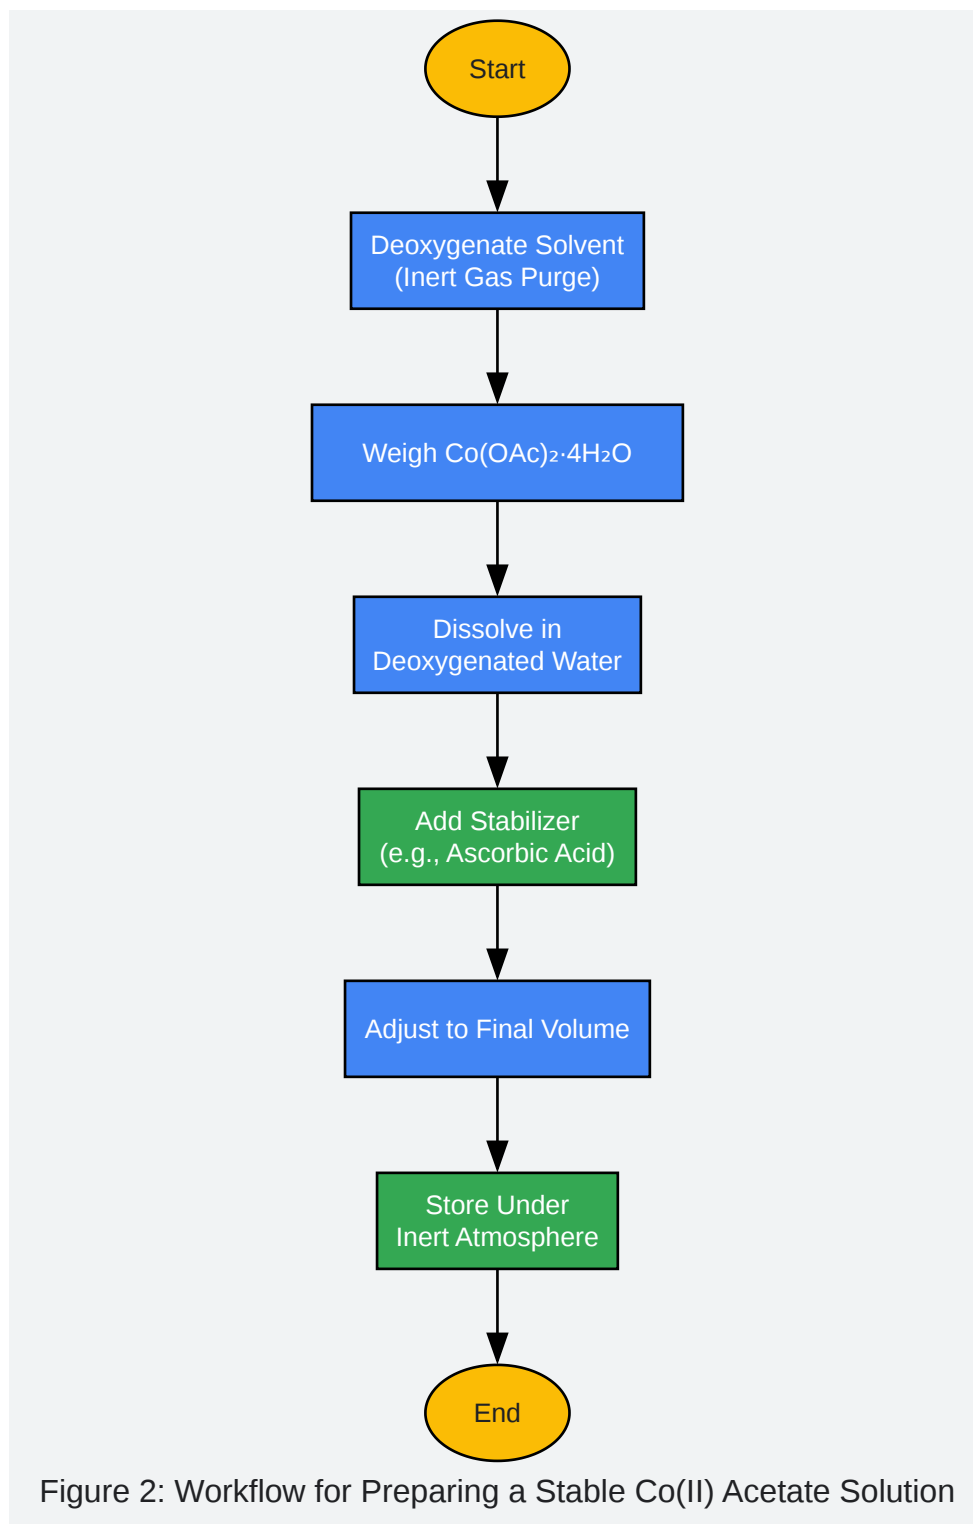 Start
Deoxygenate Solvent
(Inert Gas Purge)
Weigh Co(OAc)₂·4H₂O
Dissolve in
Deoxygenated Water
Add Stabilizer
(e.g., Ascorbic Acid)
Adjust to Final Volume
Store Under
Inert Atmosphere
End
Figure 2: Workflow for Preparing a Stable Co(II) Acetate Solution